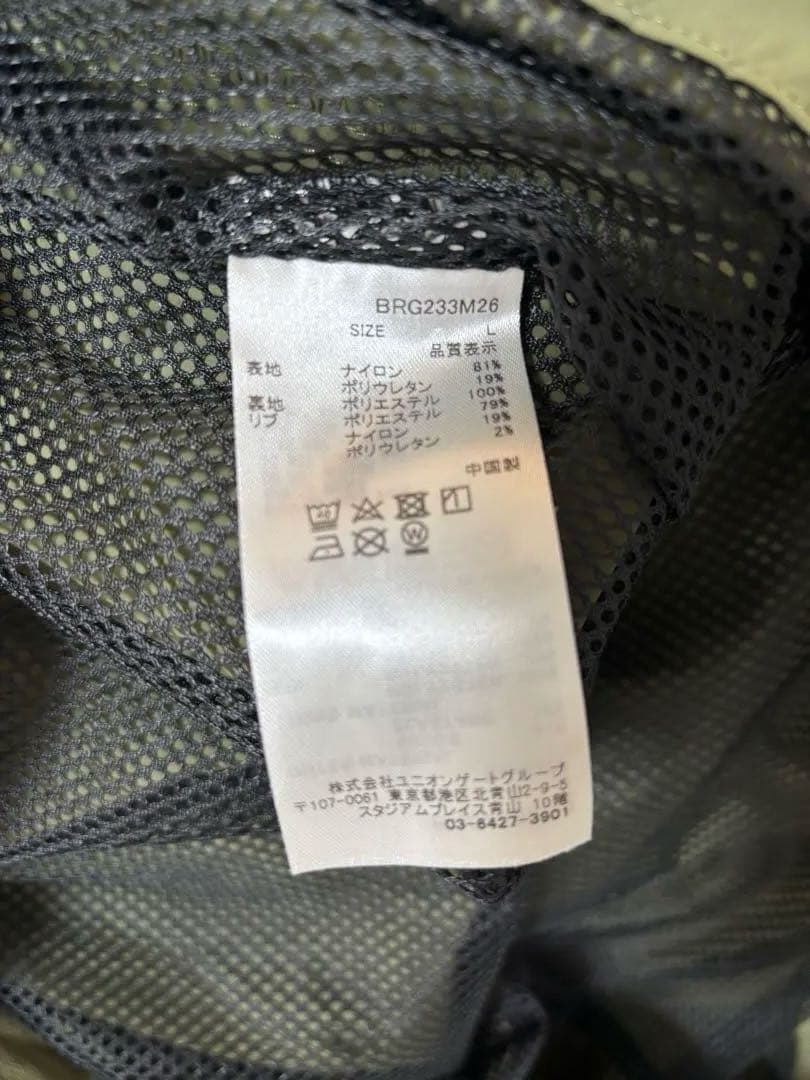 BRG233M26
SIZE L
品質表示
表地 ナイロン 81%
ポリウレタン 19%
裏地 ポリエステル 100%
リブ ポリエステル 79%
ナイロン 19%
ポリウレタン 2%
中国製
株式会社ユニオンゲートグループ
〒107-0061 東京都港区北青山2-9-5
スタジアムプレイス青山 10階
03-6427-3901